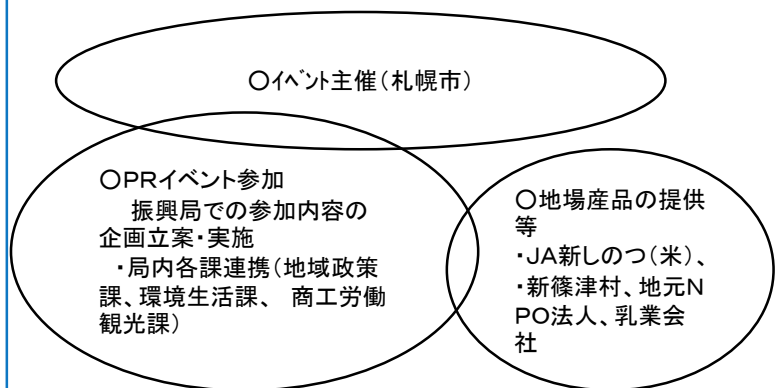 〇イベント主催（札幌市）
〇PRイベント参加
振興局での参加内容の
企画立案・実施
・局内各課連携（地域政策
課、環境生活課、 商工労働
観光課）
〇地場産品の提供
等
・JA新しのつ（米）、
・新篠津村、地元N
PO法人、乳業会
社